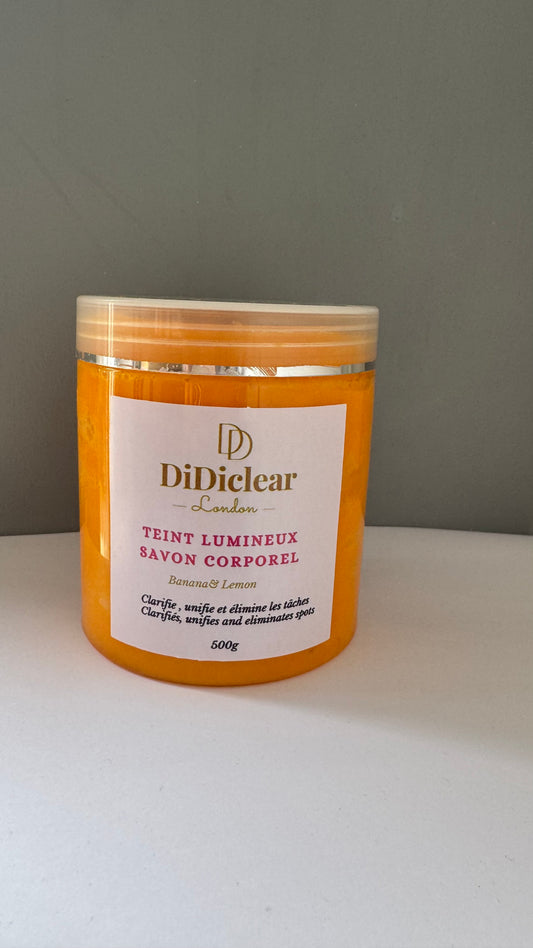 DiDiclear
London
TEINT LUMINEUX
SAVON CORPOREL
Banana& Lemon
Clarifie , unifie et élimine les tâches
Clarifiés, unifies and eliminates spots
500g